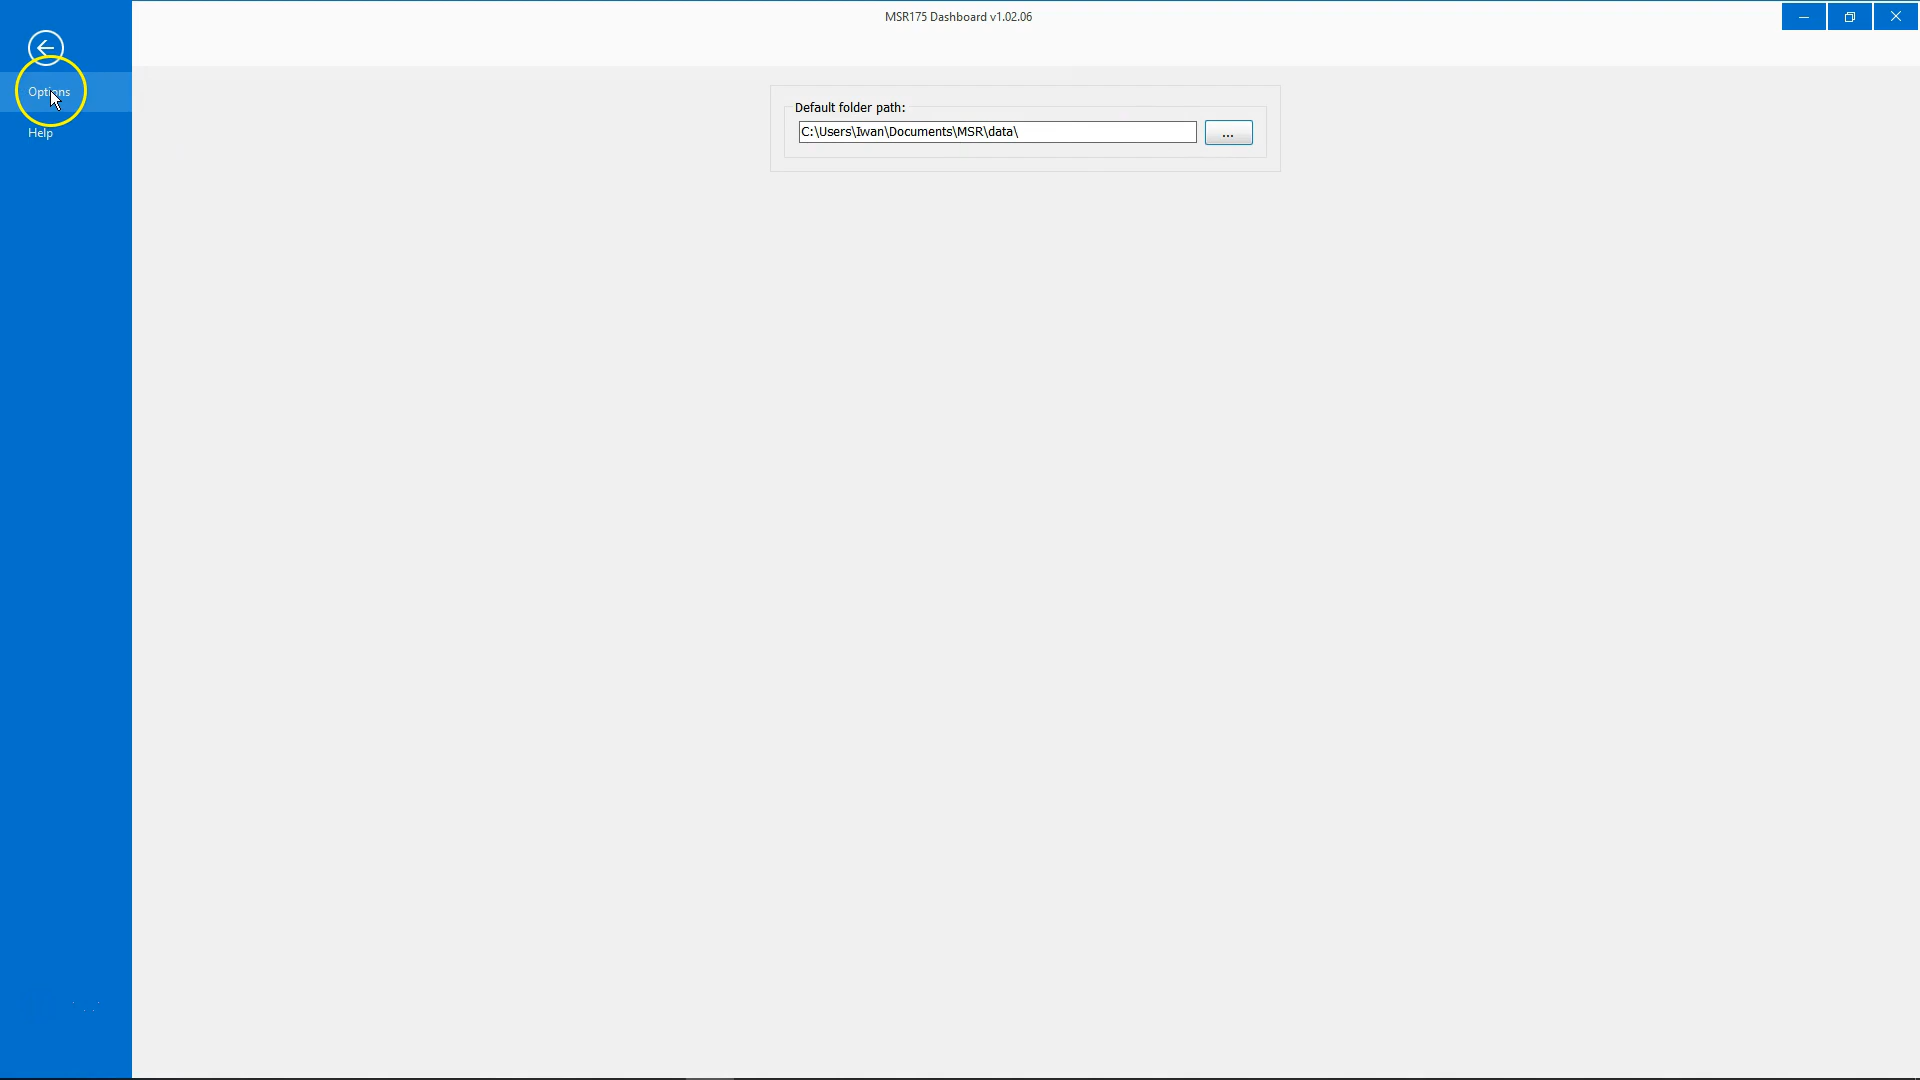 MSR175 Dashboard v1.02.06
Options
Help
Default folder path:
C:\Users\Iwan\Documents\MSR\data\
...